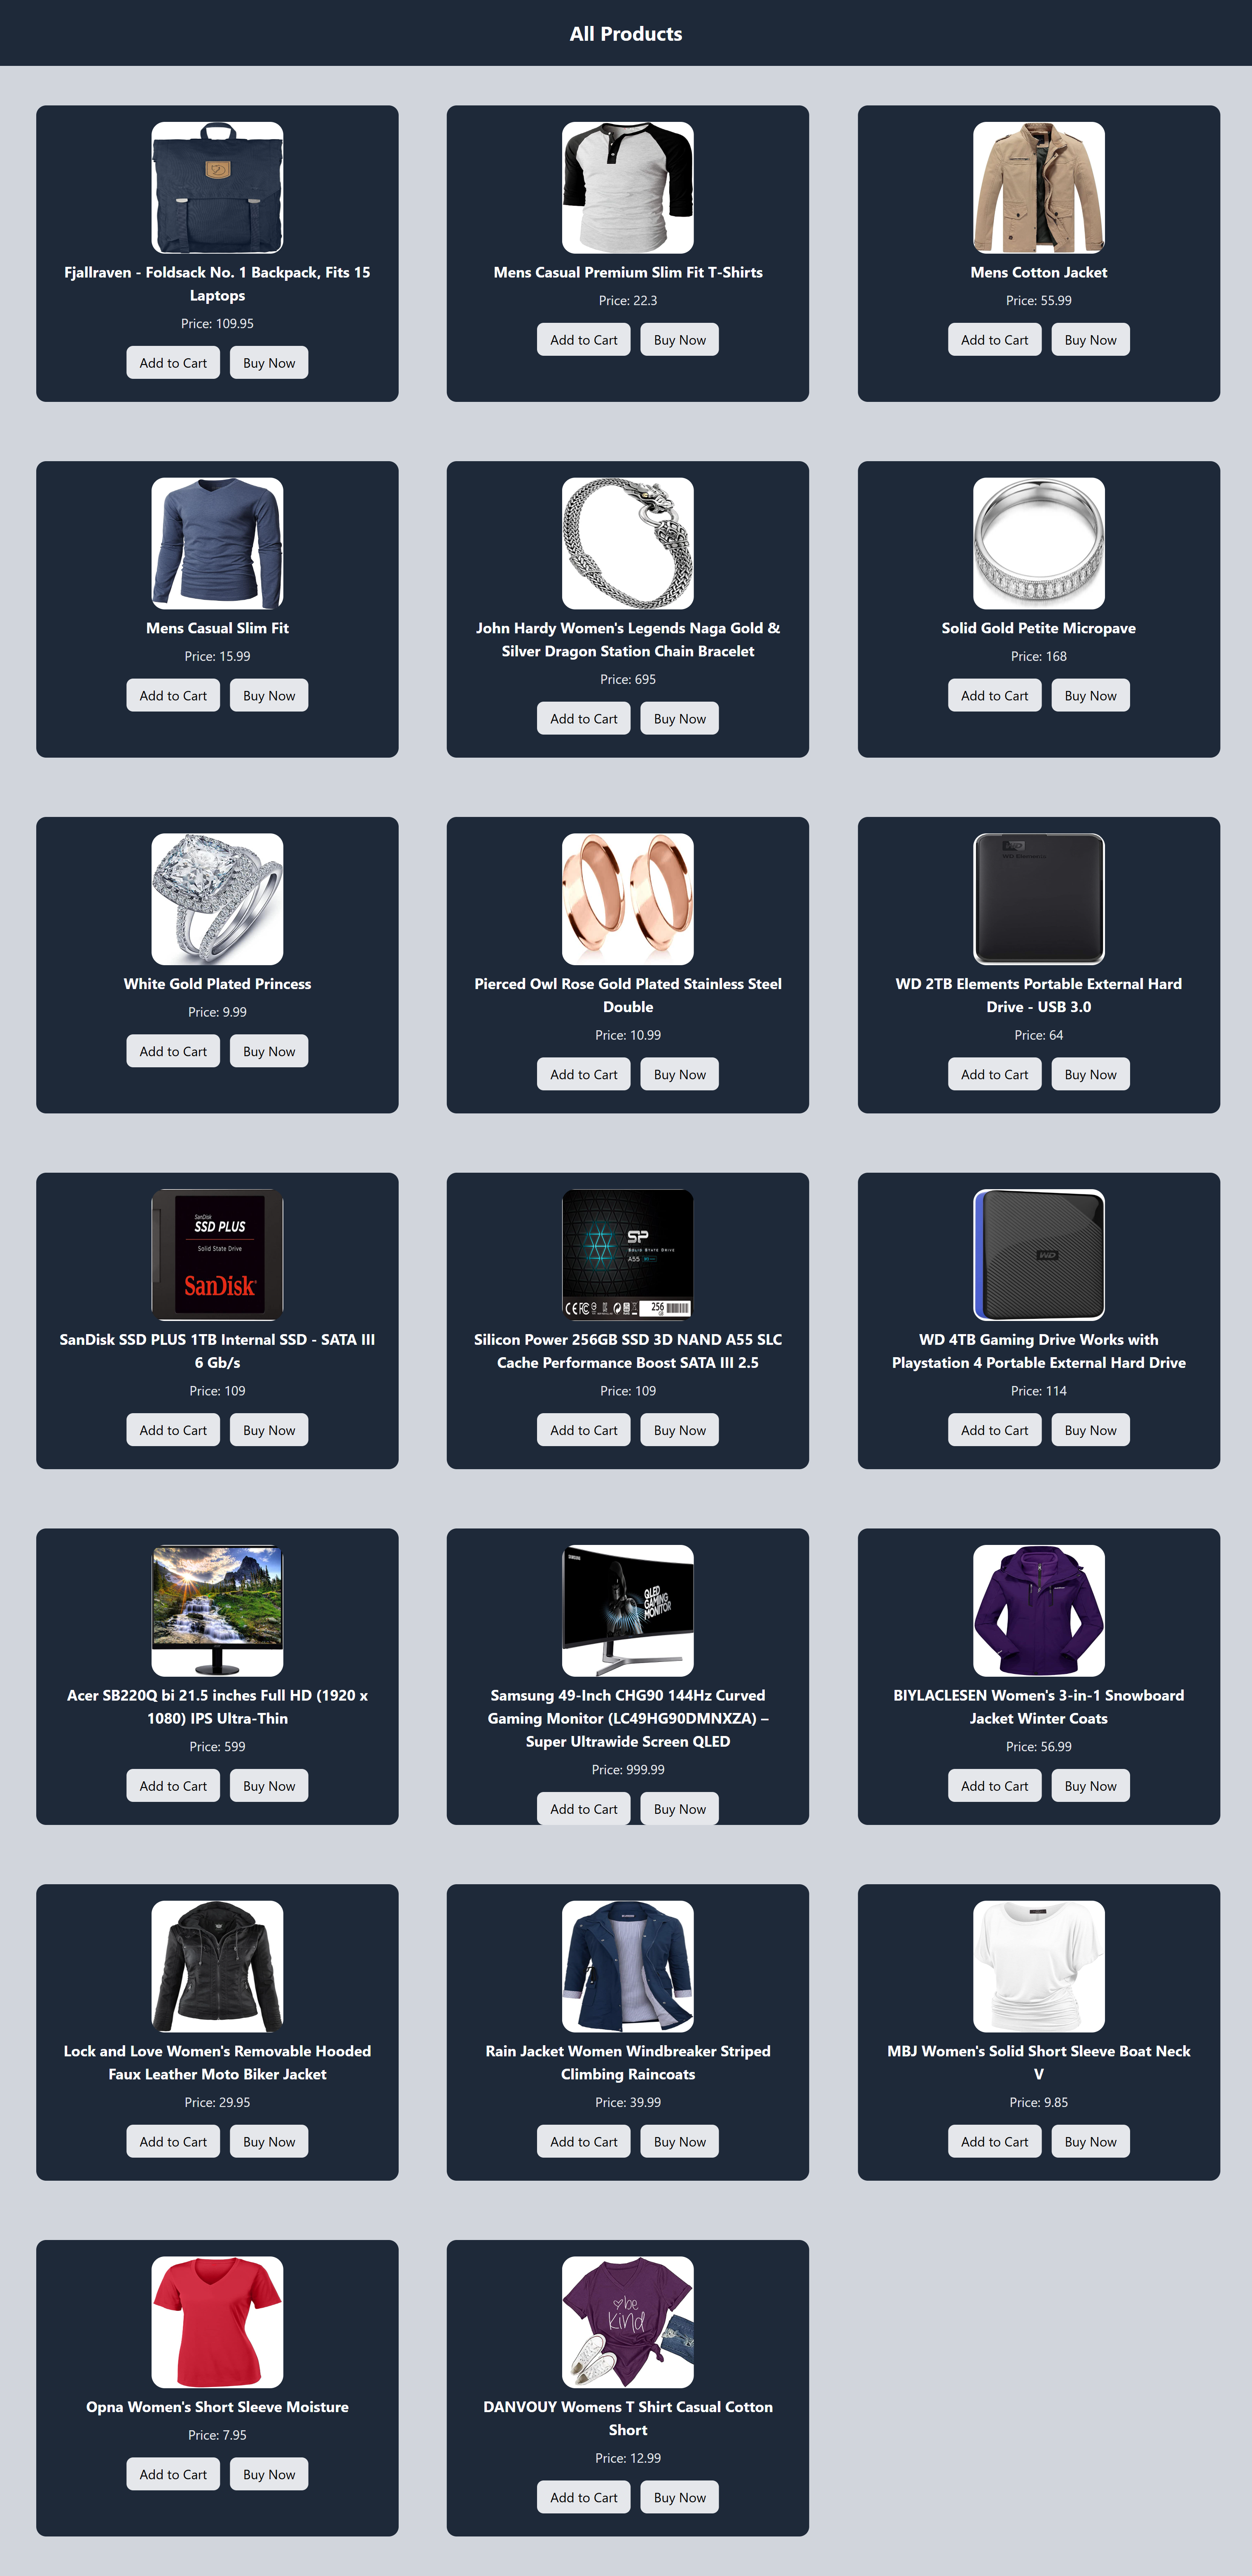 All Products
Fjallraven - Foldsack No. 1 Backpack, Fits 15
Laptops
Price: 109.95
Add to Cart
Buy Now
Mens Casual Premium Slim Fit T-Shirts
Price: 22.3
Add to Cart
Buy Now
Mens Cotton Jacket
Price: 55.99
Add to Cart
Buy Now
Mens Casual Slim Fit
Price: 15.99
Add to Cart
Buy Now
John Hardy Women's Legends Naga Gold &
Silver Dragon Station Chain Bracelet
Price: 695
Add to Cart
Buy Now
Solid Gold Petite Micropave
Price: 168
Add to Cart
Buy Now
White Gold Plated Princess
Price: 9.99
Add to Cart
Buy Now
Pierced Owl Rose Gold Plated Stainless Steel
Double
Price: 10.99
Add to Cart
Buy Now
WD
WD Elements
WD 2TB Elements Portable External Hard
Drive - USB 3.0
Price: 64
Add to Cart
Buy Now
SanDisk
SSD PLUS
Solid State Drive
SanDisk
SanDisk SSD PLUS 1TB Internal SSD - SATA III
6 Gb/s
Price: 109
Add to Cart
Buy Now
SP
SOLID STATE DRIVE
A55
256
Silicon Power 256GB SSD 3D NAND A55 SLC
Cache Performance Boost SATA III 2.5
Price: 109
Add to Cart
Buy Now
WD
WD 4TB Gaming Drive Works with
Playstation 4 Portable External Hard Drive
Price: 114
Add to Cart
Buy Now
Acer SB220Q bi 21.5 inches Full HD (1920 x
1080) IPS Ultra-Thin
Price: 599
Add to Cart
Buy Now
SAMSUNG
QLED
GAMING
MONITOR
Samsung 49-Inch CHG90 144Hz Curved
Gaming Monitor (LC49HG90DMNXZA) –
Super Ultrawide Screen QLED
Price: 999.99
Add to Cart
Buy Now
BIYLACLESEN Women's 3-in-1 Snowboard
Jacket Winter Coats
Price: 56.99
Add to Cart
Buy Now
Lock and Love Women's Removable Hooded
Faux Leather Moto Biker Jacket
Price: 29.95
Add to Cart
Buy Now
Rain Jacket Women Windbreaker Striped
Climbing Raincoats
Price: 39.99
Add to Cart
Buy Now
MBJ Women's Solid Short Sleeve Boat Neck
V
Price: 9.85
Add to Cart
Buy Now
Opna Women's Short Sleeve Moisture
Price: 7.95
Add to Cart
Buy Now
be
kind
DANVOUY Womens T Shirt Casual Cotton
Short
Price: 12.99
Add to Cart
Buy Now